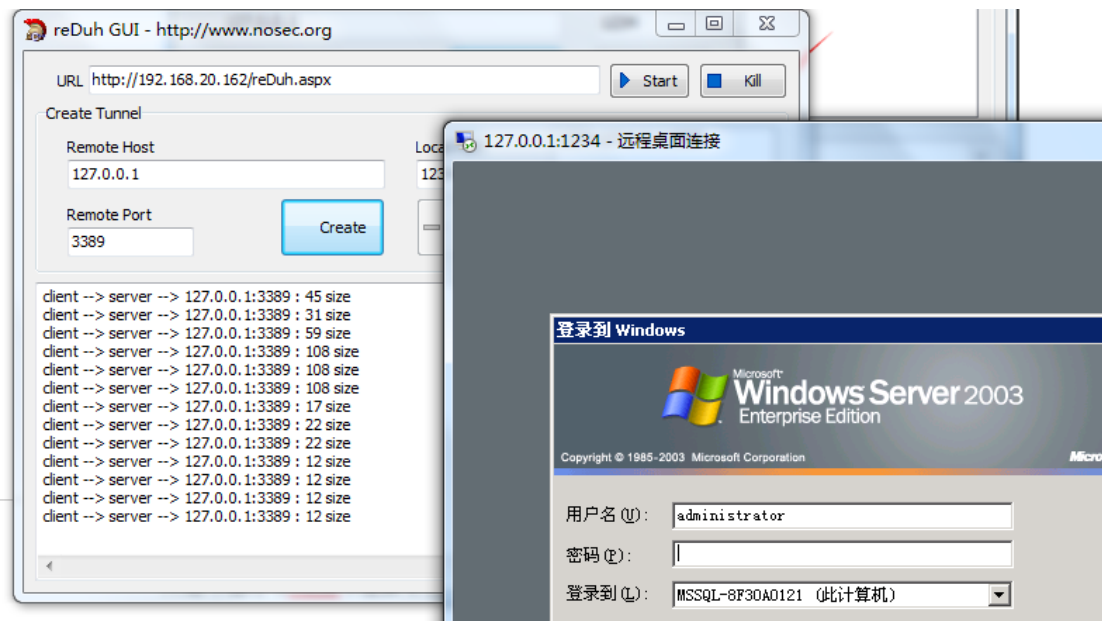 reDuh GUI - http://www.nosec.org
URL http://192.168.20.162/reDuh.aspx
Start
Kill
Create Tunnel
Remote Host
127.0.0.1
Remote Port
3389
Create
client --> server --> 127.0.0.1:3389 : 45 size
client --> server --> 127.0.0.1:3389 : 31 size
client --> server --> 127.0.0.1:3389 : 59 size
client --> server --> 127.0.0.1:3389 : 108 size
client --> server --> 127.0.0.1:3389 : 108 size
client --> server --> 127.0.0.1:3389 : 108 size
client --> server --> 127.0.0.1:3389 : 17 size
client --> server --> 127.0.0.1:3389 : 22 size
client --> server --> 127.0.0.1:3389 : 22 size
client --> server --> 127.0.0.1:3389 : 12 size
client --> server --> 127.0.0.1:3389 : 12 size
client --> server --> 127.0.0.1:3389 : 12 size
client --> server --> 127.0.0.1:3389 : 12 size
127.0.0.1:1234 - 远程桌面连接
登录到 Windows
Microsoft
Windows Server 2003
Enterprise Edition
Copyright © 1985-2003 Microsoft Corporation
用户名(U): administrator
密码(P):
登录到(L): MSSQL-8F30A0121 (此计算机)